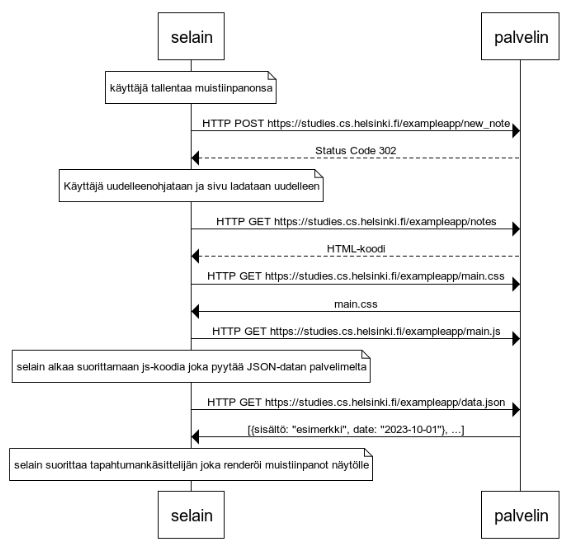 selain
palvelin
käyttäjä tallentaa muistiinpanonsa
HTTP POST https://studies.cs.helsinki.fi/exampleapp/new_note
Status Code 302
Käyttäjä uudelleenohjataan ja sivu ladataan uudelleen
HTTP GET https://studies.cs.helsinki.fi/exampleapp/notes
HTML-koodi
HTTP GET https://studies.cs.helsinki.fi/exampleapp/main.css
main.css
HTTP GET https://studies.cs.helsinki.fi/exampleapp/main.js
selain alkaa suorittamaan js-koodia joka pyytää JSON-datan palvelimelta
HTTP GET https://studies.cs.helsinki.fi/exampleapp/data.json
[{sisältö: "esimerkki", date: "2023-10-01"}, ...]
selain suorittaa tapahtumankäsittelijän joka renderöi muistiinpanot näytölle
selain
palvelin